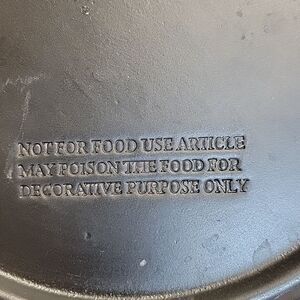 NOT FOR FOOD USE ARTICLE
MAY POISON THE FOOD FOR
DECORATIVE PURPOSE ONLY